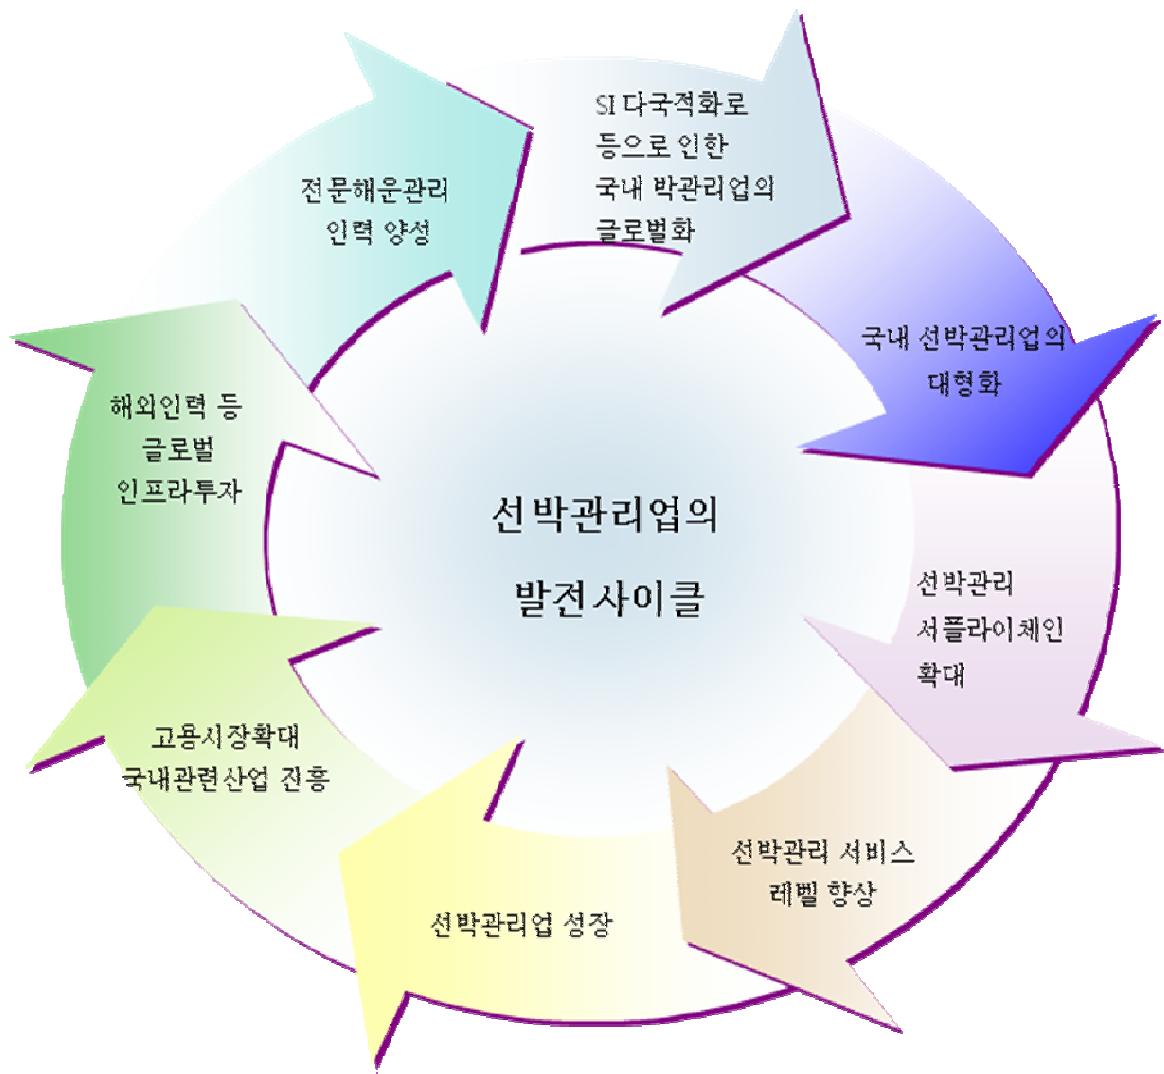 SI 다국적화로
등으로 인한
국내 박관리업의
글로벌화
국내 선박관리업의
대형화
선박관리
서플라이체인
확대
선박관리 서비스
레벨 향상
선박관리업 성장
고용시장확대
국내관련산업 진흥
해외인력 등
글로벌
인프라투자
전문해운관리
인력 양성
선박관리업의
발전사이클